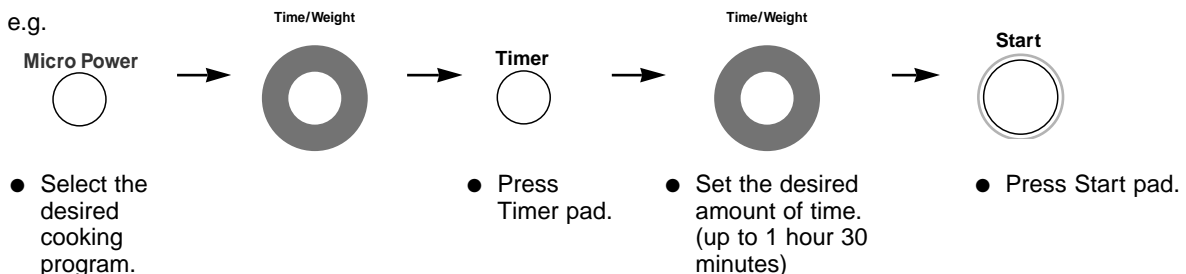 e.g.
Micro Power
Time/Weight
Timer
Time/Weight
Start
● Select the
desired
cooking
program.
● Press
Timer pad.
● Set the desired
amount of time.
(up to 1 hour 30
minutes)
● Press Start pad.